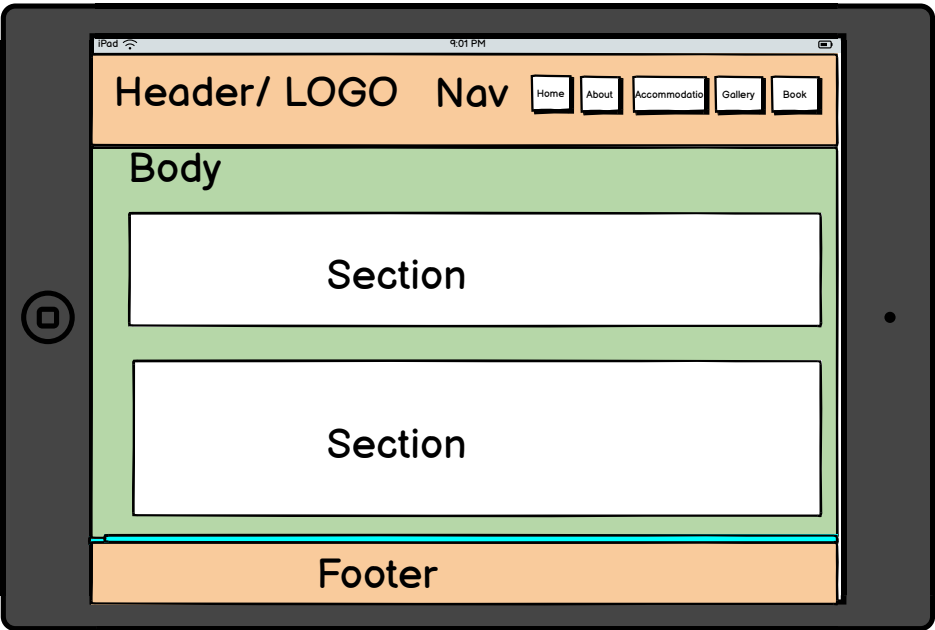 iPad 9:01 PM
Header/ LOGO Nav Home About Accommodatio Gallery Book
Body
Section
Section
Footer